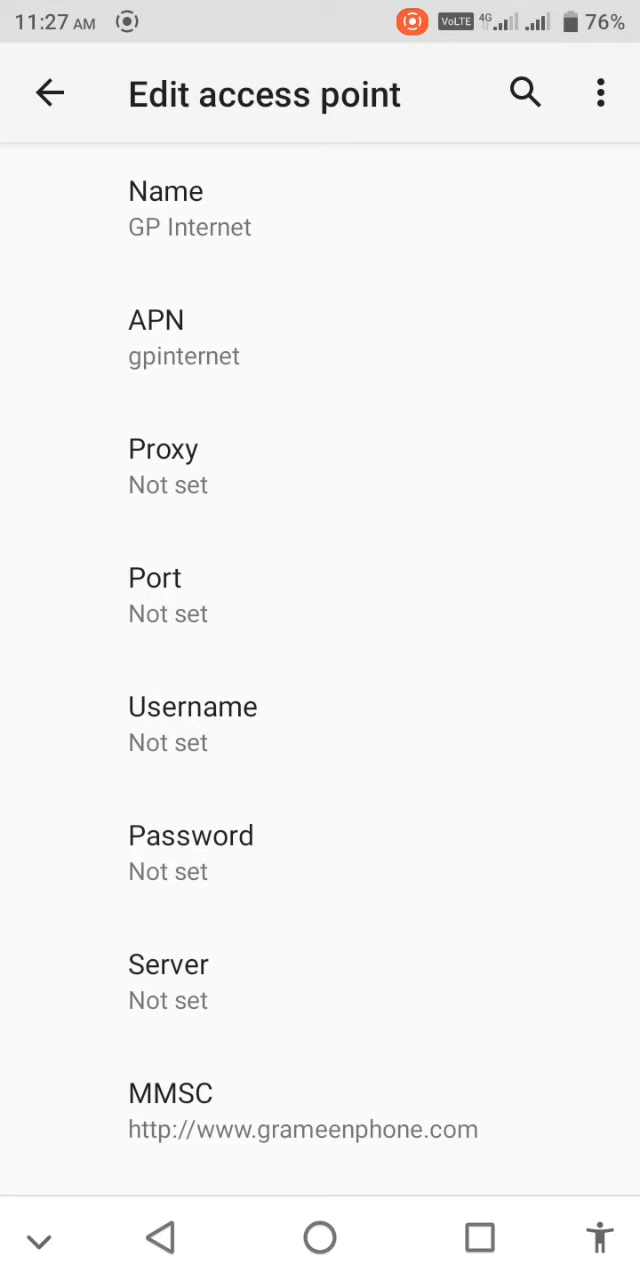 11:27 AM VoLTE 4G 76%
Edit access point
Name
GP Internet
APN
gpinternet
Proxy
Not set
Port
Not set
Username
Not set
Password
Not set
Server
Not set
MMSC
http://www.grameenphone.com